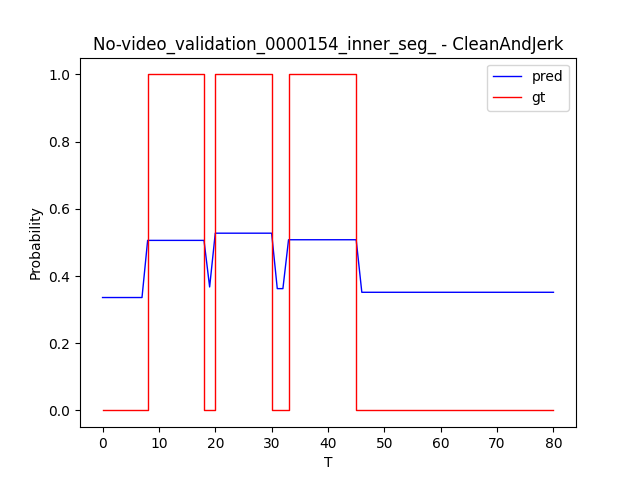 No-video_validation_0000154_inner_seg_ - CleanAndJerk
pred
gt
1.0
0.8
0.6
0.4
0.2
0.0
Probability
0 10 20 30 40 50 60 70 80
T